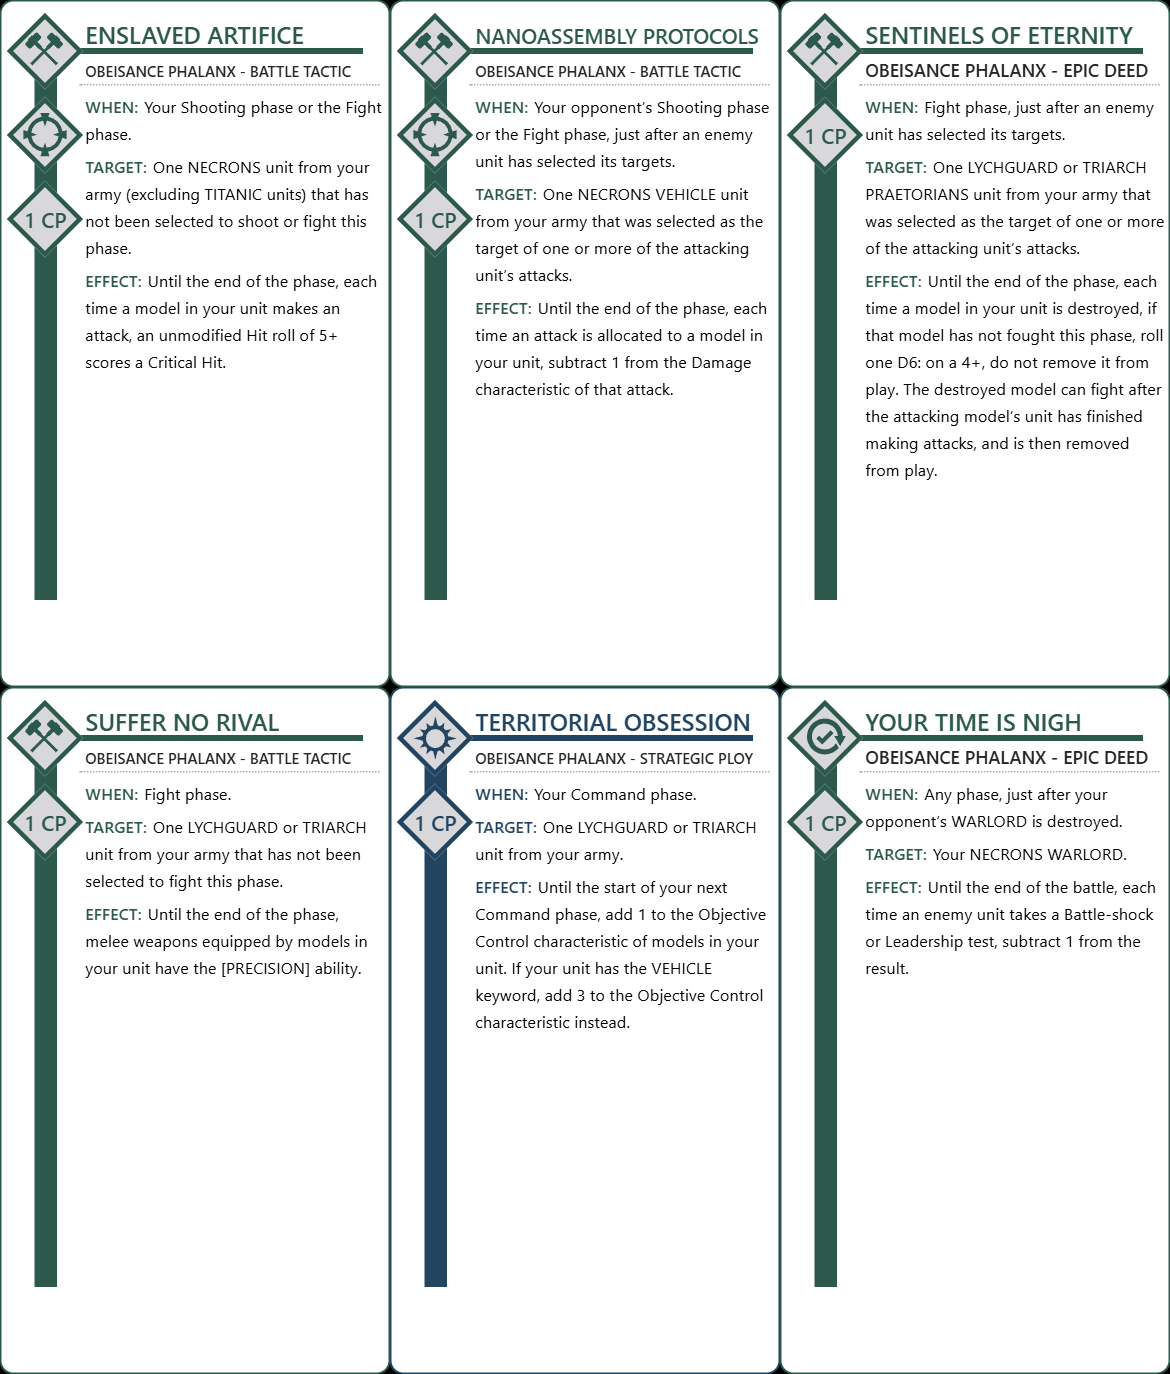 ENSLAVED ARTIFICE
OBEISANCE PHALANX - BATTLE TACTIC
WHEN: Your Shooting phase or the Fight
phase.
TARGET: One NECRONS unit from your
army (excluding TITANIC units) that has
not been selected to shoot or fight this
phase.
1 CP
EFFECT: Until the end of the phase, each
time a model in your unit makes an
attack, an unmodified Hit roll of 5+
scores a Critical Hit.
NANOASSEMBLY PROTOCOLS
OBEISANCE PHALANX - BATTLE TACTIC
WHEN: Your opponent's Shooting phase
or the Fight phase, just after an enemy
unit has selected its targets.
TARGET: One NECRONS VEHICLE unit
1 CP
from your army that was selected as the
target of one or more of the attacking
unit's attacks.
EFFECT: Until the end of the phase, each
time an attack is allocated to a model in
your unit, subtract 1 from the Damage
characteristic of that attack.
SENTINELS OF ETERNITY
OBEISANCE PHALANX - EPIC DEED
WHEN: Fight phase, just after an enemy
1 CP
unit has selected its targets.
TARGET: One LYCHGUARD or TRIARCH
PRAETORIANS unit from your army that
was selected as the target of one or more
of the attacking unit's attacks.
EFFECT: Until the end of the phase, each
time a model in your unit is destroyed, if
that model has not fought this phase, roll
one D6: on a 4+, do not remove it from
play. The destroyed model can fight after
the attacking model's unit has finished
making attacks, and is then removed
from play.
SUFFER NO RIVAL
OBEISANCE PHALANX - BATTLE TACTIC
WHEN: Fight phase.
1 CP
TARGET: One LYCHGUARD or TRIARCH
unit from your army that has not been
selected to fight this phase.
EFFECT: Until the end of the phase,
melee weapons equipped by models in
your unit have the [PRECISION] ability.
TERRITORIAL OBSESSION
OBEISANCE PHALANX - STRATEGIC PLOY
WHEN: Your Command phase.
1 CP
TARGET: One LYCHGUARD or TRIARCH
unit from your army.
EFFECT: Until the start of your next
Command phase, add 1 to the Objective
Control characteristic of models in your
unit. If your unit has the VEHICLE
keyword, add 3 to the Objective Control
characteristic instead.
YOUR TIME IS NIGH
OBEISANCE PHALANX - EPIC DEED
WHEN: Any phase, just after your
1 CP
opponent's WARLORD is destroyed.
TARGET: Your NECRONS WARLORD.
EFFECT: Until the end of the battle, each
time an enemy unit takes a Battle-shock
or Leadership test, subtract 1 from the
result.